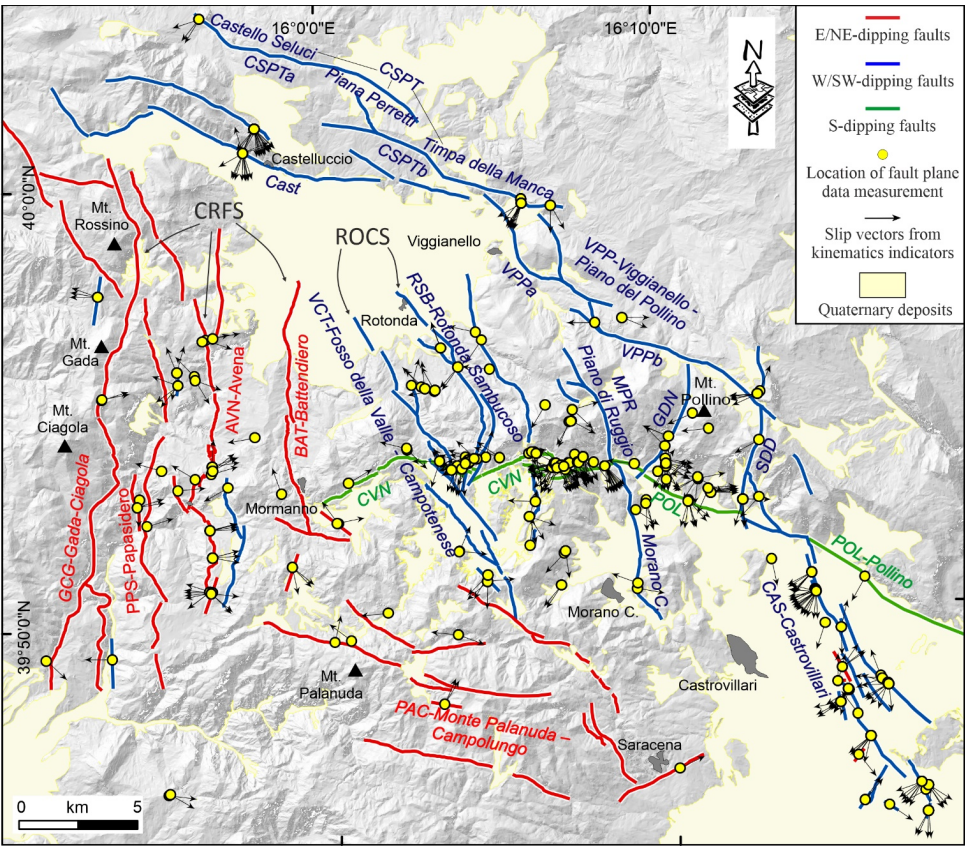 16°0'0"E
16°10'0"E
40°0'0"N
39°50'0"N
N
E/NE-dipping faults
W/SW-dipping faults
S-dipping faults
Location of fault plane
data measurement
Slip vectors from
kinematics indicators
Quaternary deposits
Castello Seluci
CSPT
CSPTa
Piana Perretti
Timpa della Manca
CSPTb
Castelluccio
Cast
Mt.
Rossino
CRFS
ROCS
Viggianello
VPP-Viggianello -
Piano del Pollino
VPPa
VPPb
Rotonda
RSB-Rotonda Sambucoso
VCT-Fosso della Valle
Campotenese
Mt.
Gada
AVN-Avena
BAT-Battendiero
Mt.
Ciagola
GCG-Gada-Ciagola
PPS-Papasidero
MPR
Piano di Ruggio
Morano C.
GDN
Mt.
Pollino
SDD
Mormanno
CVN
CVN
POL
POL-Pollino
Morano C.
CAS-Castrovillari
Castrovillari
Mt.
Palanuda
PAC-Monte Palanuda –
Campolungo
Saracena
0 km 5